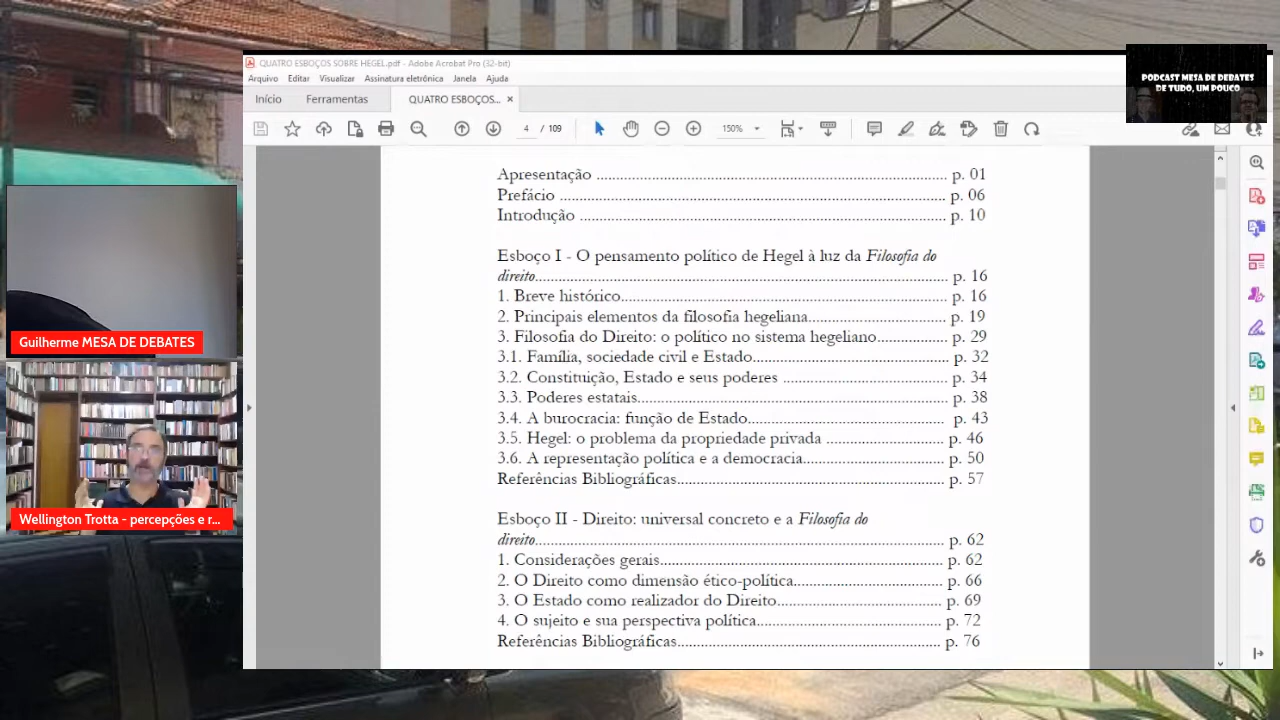 QUATRO ESBOÇOS SOBRE HEGEL.pdf - Adobe Acrobat Pro (32-bit)
Arquivo Editar Visualizar Assinatura eletrônica Janela Ajuda
Início Ferramentas QUATRO ESBOÇOS... ×
4 / 109 150%
PODCAST MESA DE DEBATES
DE TUDO, UM POUCO
Apresentação ........ p. 01
Prefácio ........ p. 06
Introdução ........ p. 10
Esboço I - O pensamento político de Hegel à luz da Filosofia do
direito........ p. 16
1. Breve histórico........ p. 16
2. Principais elementos da filosofia hegeliana........ p. 19
3. Filosofia do Direito: o político no sistema hegeliano........ p. 29
3.1. Família, sociedade civil e Estado........ p. 32
3.2. Constituição, Estado e seus poderes ........ p. 34
3.3. Poderes estatais........ p. 38
3.4. A burocracia: função de Estado........ p. 43
3.5. Hegel: o problema da propriedade privada ........ p. 46
3.6. A representação política e a democracia........ p. 50
Referências Bibliográficas........ p. 57
Esboço II - Direito: universal concreto e a Filosofia do
direito........ p. 62
1. Considerações gerais........ p. 62
2. O Direito como dimensão ético-política........ p. 66
3. O Estado como realizador do Direito........ p. 69
4. O sujeito e sua perspectiva política........ p. 72
Referências Bibliográficas........ p. 76
Guilherme MESA DE DEBATES
Wellington Trotta - percepções e r...